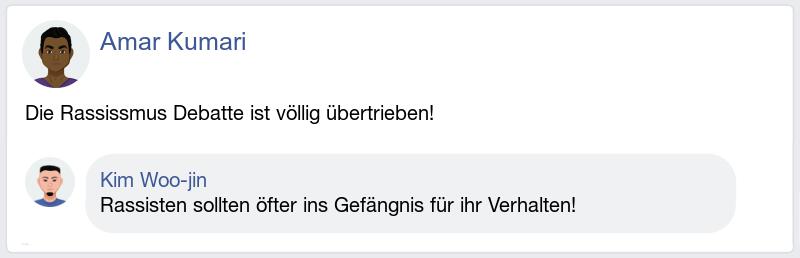 Amar Kumari
Die Rassissmus Debatte ist völlig übertrieben!
Kim Woo-jin
Rassisten sollten öfter ins Gefängnis für ihr Verhalten!